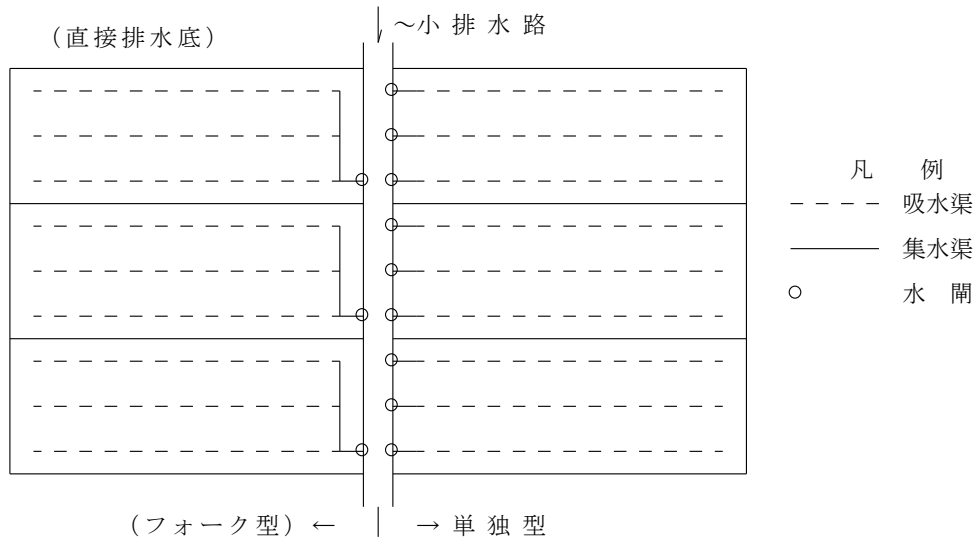 〜小排水路
(直接排水底)
凡 例
吸水渠
集水渠
水 閘
(フォーク型) ← → 単独型